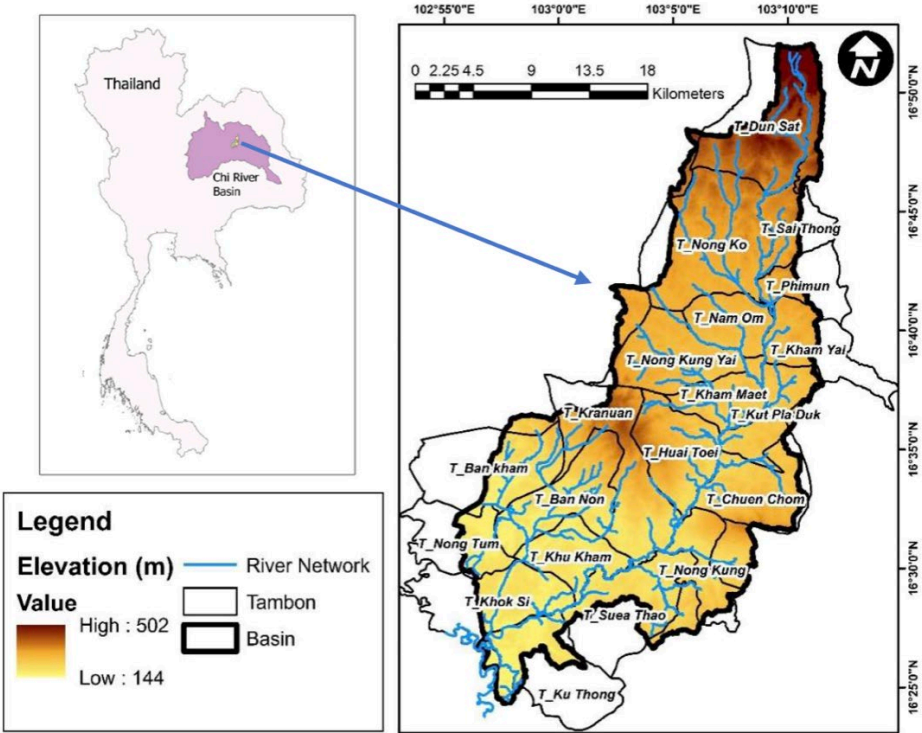 Thailand
Chi River
Basin
Legend
Elevation (m)
Value
High : 502
Low : 144
River Network
Tambon
Basin
102°55'0"E 103°0'0"E 103°5'0"E 103°10'0"E
0 2.25 4.5 9 13.5 18
Kilometers
N
T_Dun Sat
T_Sai Thong
T_Nong Ko
T_Phimun
T_Nam Om
T_Kham Yai
T_Nong Kung Yai
T_Kham Maet
T_Kranuan
T_Kut Pla Duk
T_Huai Toei
T_Ban kham
T_Ban Non
T_Chuen Chom
T_Nong Tum
T_Khu Kham
T_Nong Kung
T_Khok Si
T_Suea Thao
T_Ku Thong
16°50'0"N
16°45'0"N
16°40'0"N
16°35'0"N
16°30'0"N
16°25'0"N